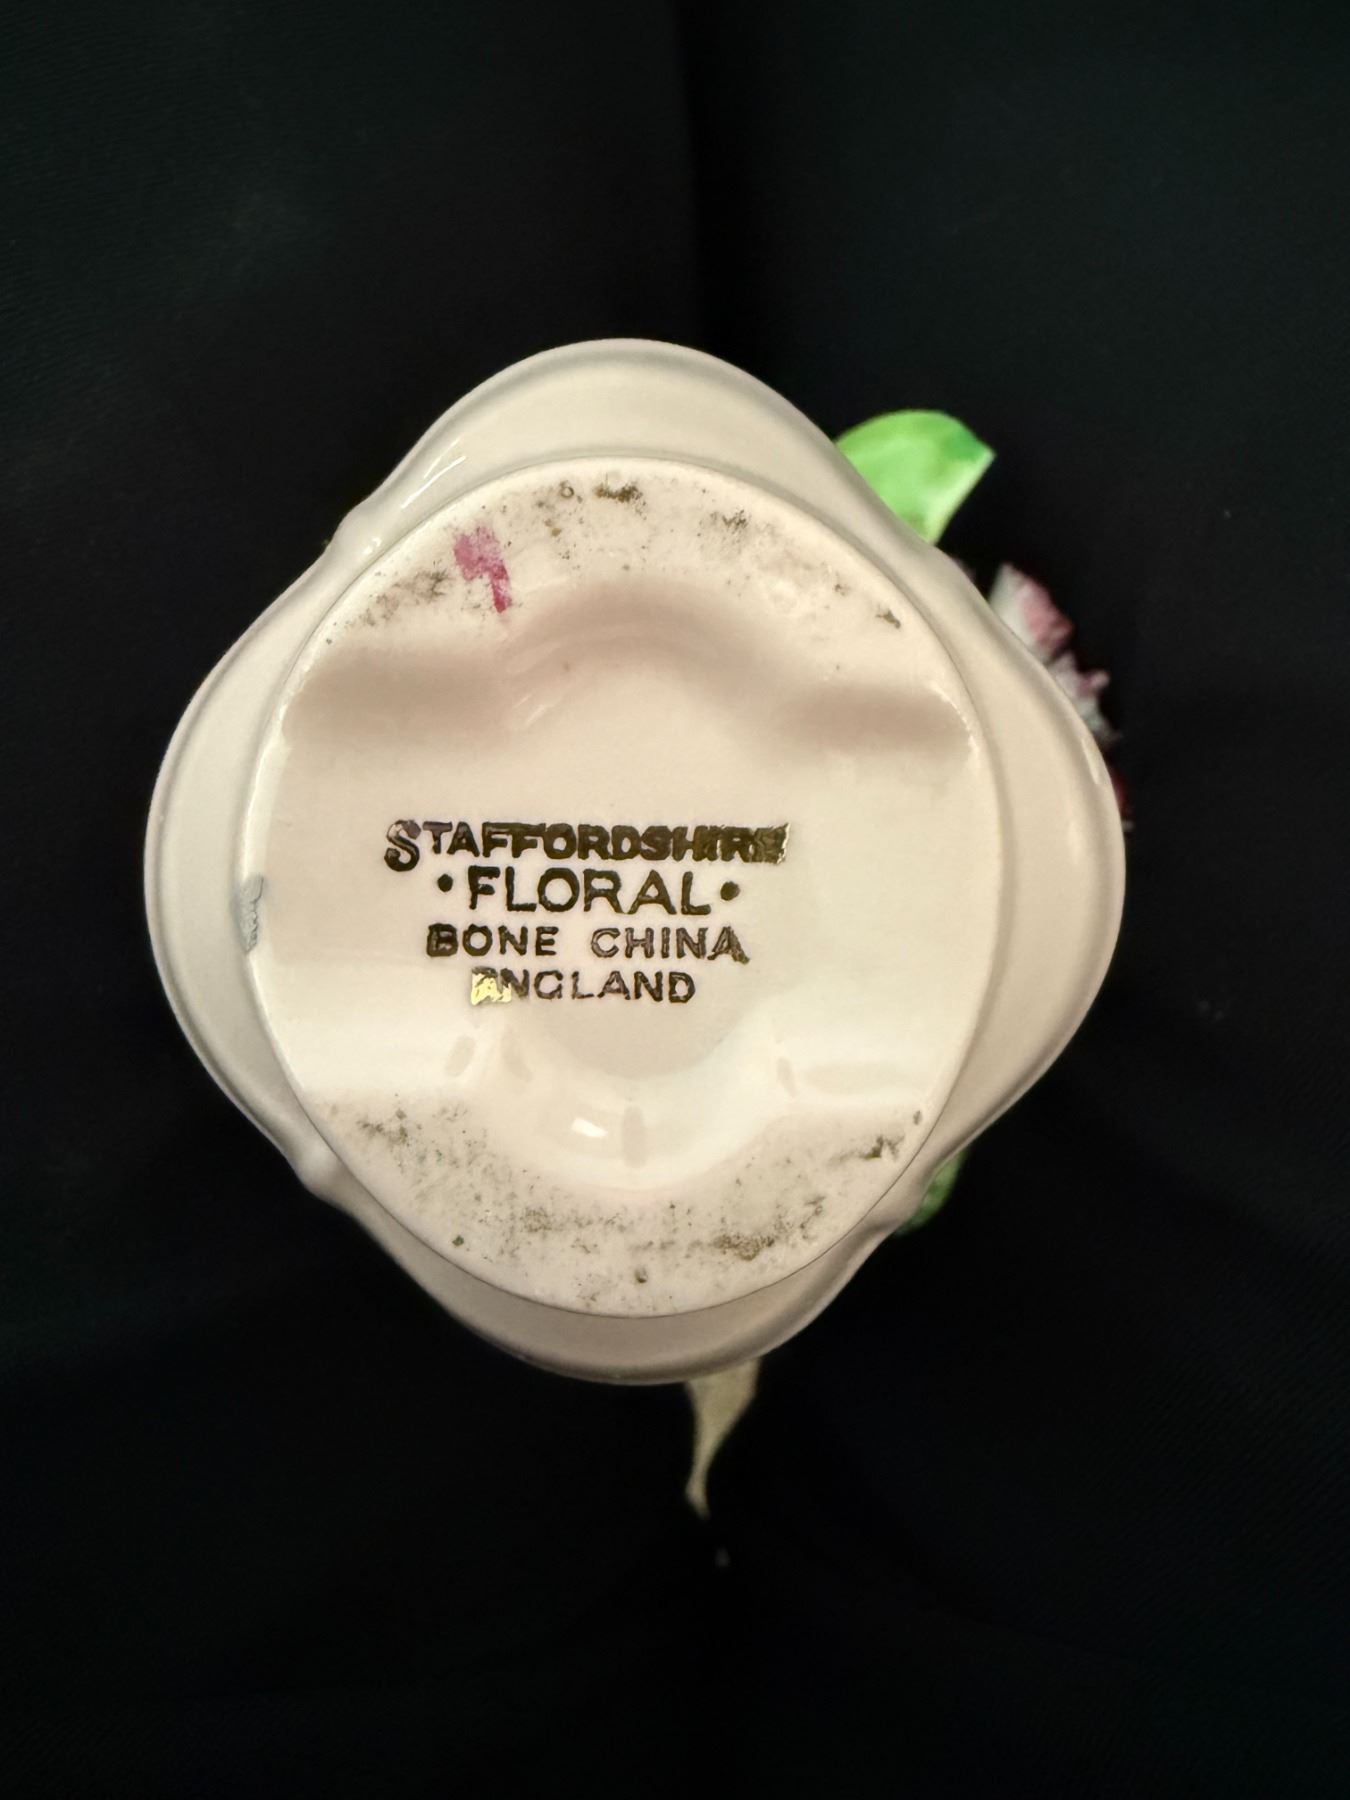 STAFFORDSHIRE
• FLORAL •
BONE CHINA
ENGLAND